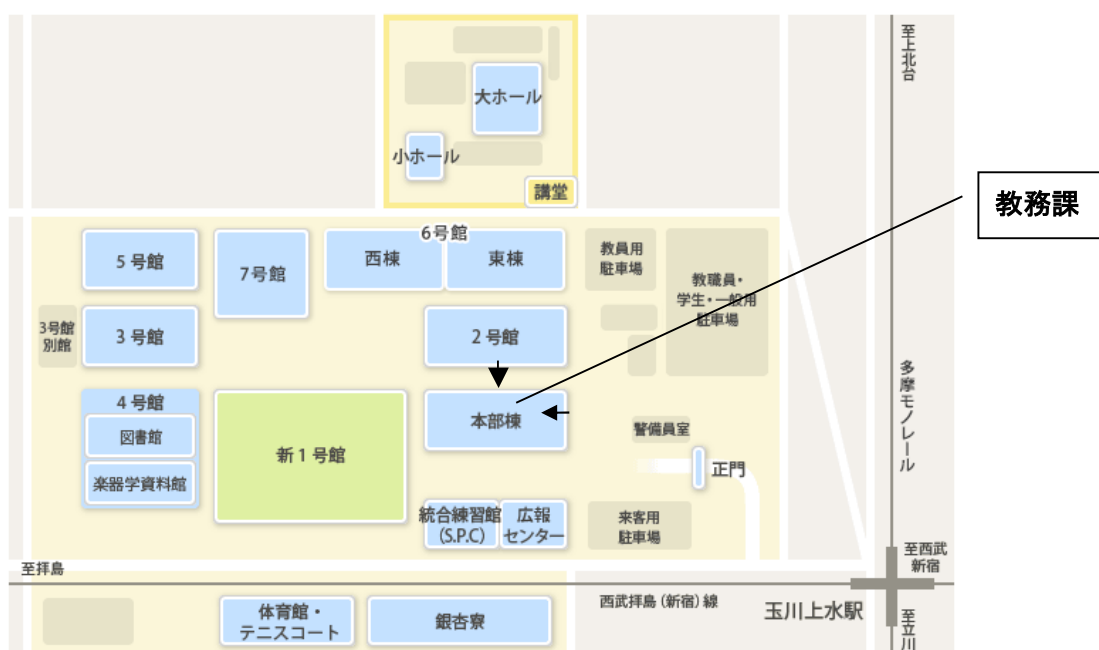 至上北台
大ホール
小ホール
講堂
教務課
6号館
西棟
東棟
5号館
7号館
教員用
駐車場
教職員・
学生・一般用
駐車場
3号館
別館
3号館
2号館
4号館
図書館
楽器学資料館
新1号館
本部棟
警備員室
正門
多摩モノレール
統合練習館
(S.P.C)
広報
センター
来客用
駐車場
至西武
新宿
至拝島
西武拝島(新宿)線
玉川上水駅
至立川
体育館・
テニスコート
銀杏寮